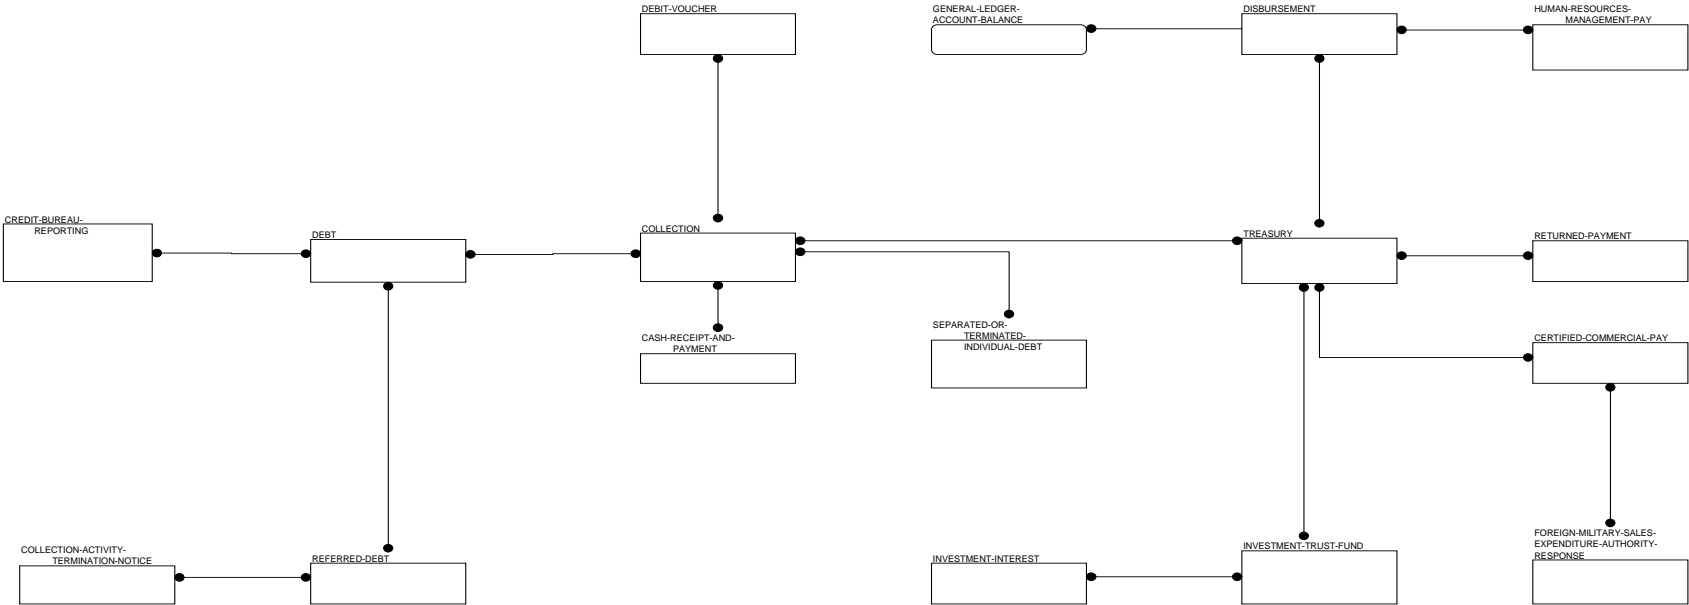 DEBIT-VOUCHER
GENERAL-LEDGER-
ACCOUNT-BALANCE
DISBURSEMENT
HUMAN-RESOURCES-
MANAGEMENT-PAY
CREDIT-BUREAU-
REPORTING
DEBT
COLLECTION
TREASURY
RETURNED-PAYMENT
CASH-RECEIPT-AND-
PAYMENT
SEPARATED-OR-
TERMINATED-
INDIVIDUAL-DEBT
CERTIFIED-COMMERCIAL-PAY
COLLECTION-ACTIVITY-
TERMINATION-NOTICE
REFERRED-DEBT
INVESTMENT-INTEREST
INVESTMENT-TRUST-FUND
FOREIGN-MILITARY-SALES-
EXPENDITURE-AUTHORITY-
RESPONSE